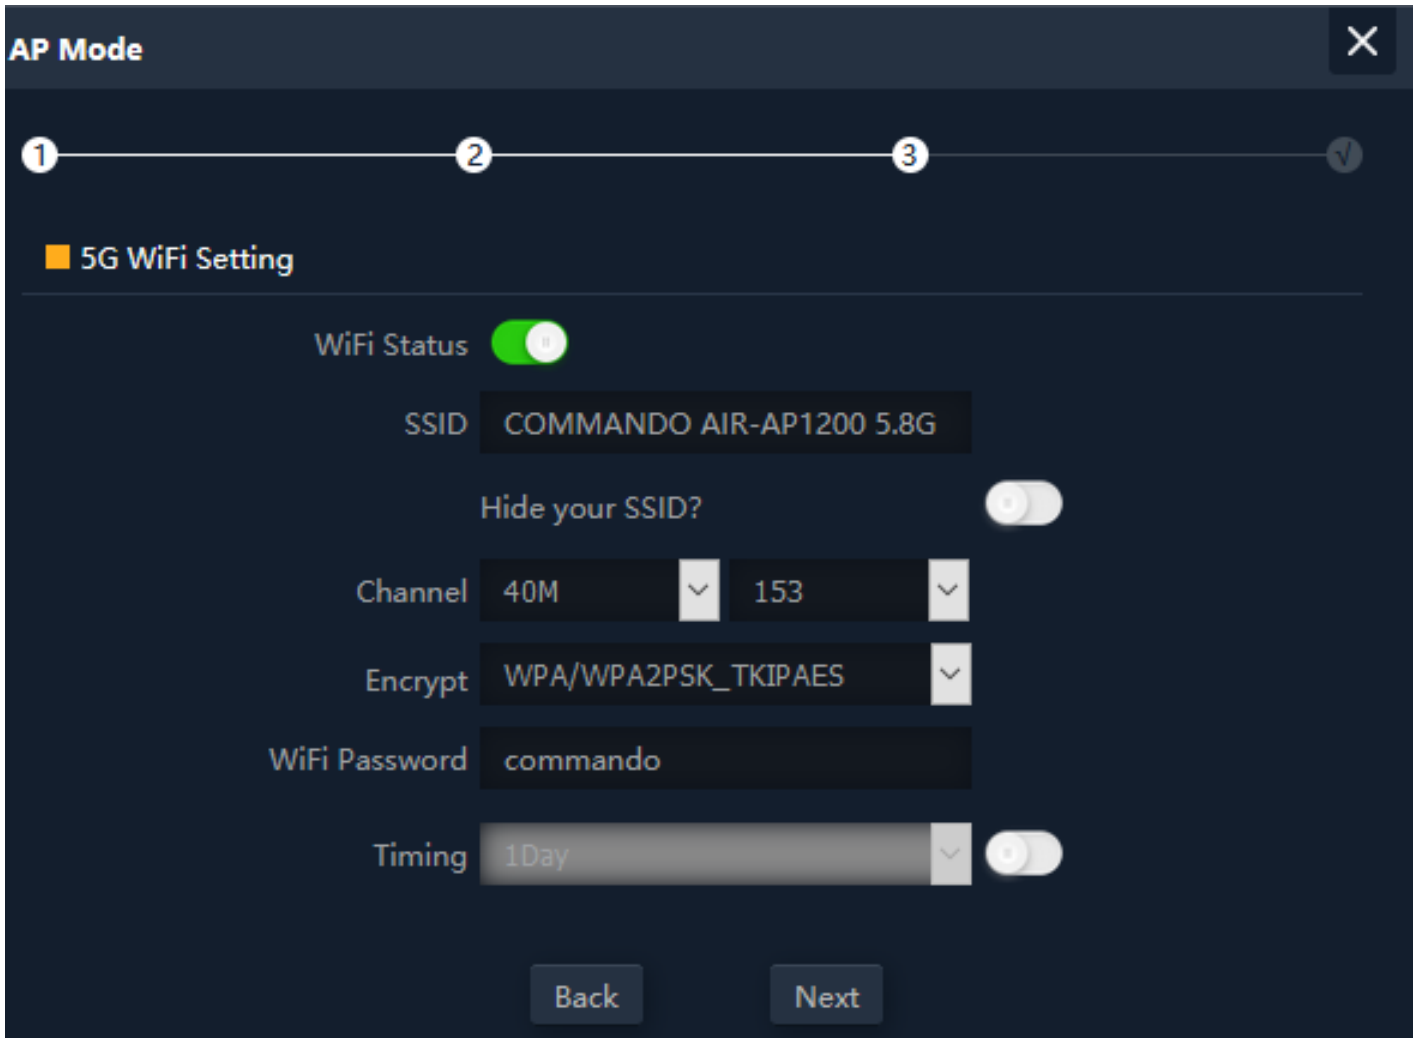 AP Mode
1 2 3 √
5G WiFi Setting
WiFi Status
SSID COMMANDO AIR-AP1200 5.8G
Hide your SSID?
Channel 40M 153
Encrypt WPA/WPA2PSK_TKIPAES
WiFi Password commando
Timing 1Day
Back Next